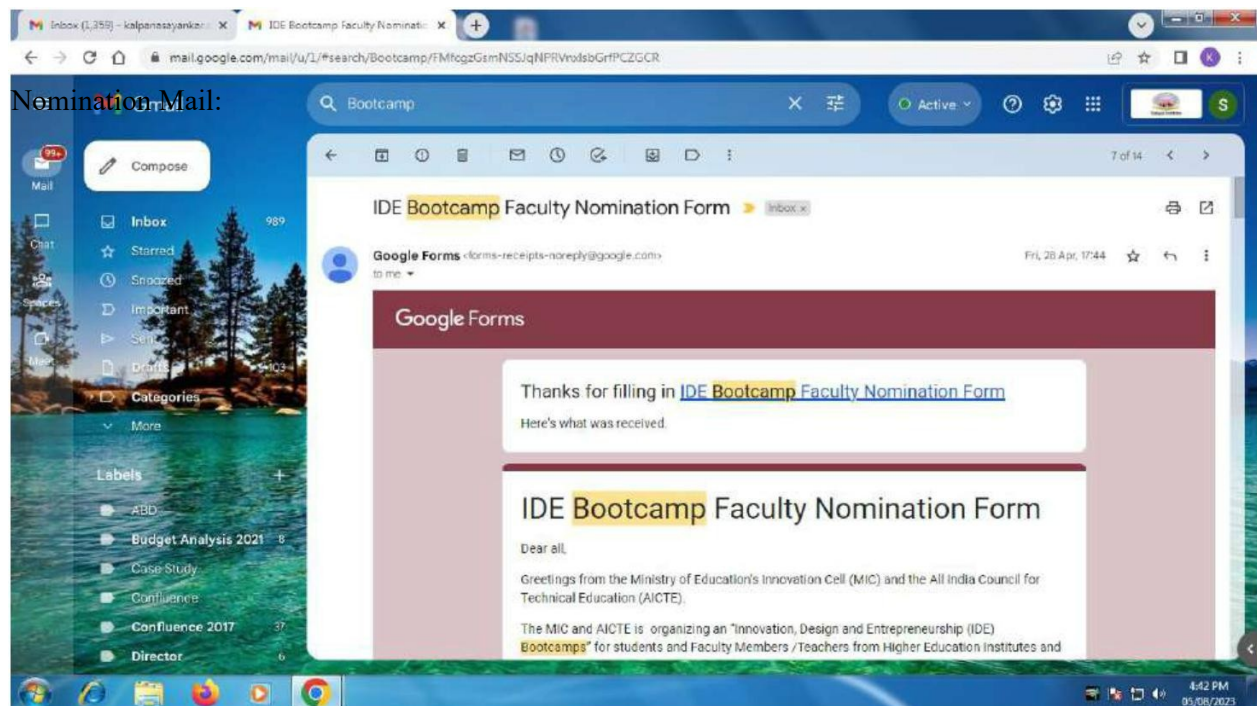 Inbox (1,359) - kalpanasayankar
IDE Bootcamp Faculty Nominatio
mail.google.com/mail/u/1/#search/Bootcamp/
Nomination Mail:
Gmail
Bootcamp
Active
S
K
99+
Mail
Compose
7 of 14
Chat
Spaces
Meet
Inbox 989
Starred
Snoozed
Important
Sent
Drafts 103
Categories
More
Labels
ABD
Budget Analysis 2021 8
Case Study
Confluence
Confluence 2017 37
Director 6
IDE Bootcamp Faculty Nomination Form Inbox x
Google Forms <forms-receipts-noreply@google.com> Fri, 28 Apr, 17:44
to me
Google Forms
Thanks for filling in IDE Bootcamp Faculty Nomination Form
Here's what was received.
IDE Bootcamp Faculty Nomination Form
Dear all,
Greetings from the Ministry of Education's Innovation Cell (MIC) and the All India Council for
Technical Education (AICTE).
The MIC and AICTE is organizing an "Innovation, Design and Entrepreneurship (IDE)
Bootcamps" for students and Faculty Members /Teachers from Higher Education Institutes and
4:42 PM
05/08/2023